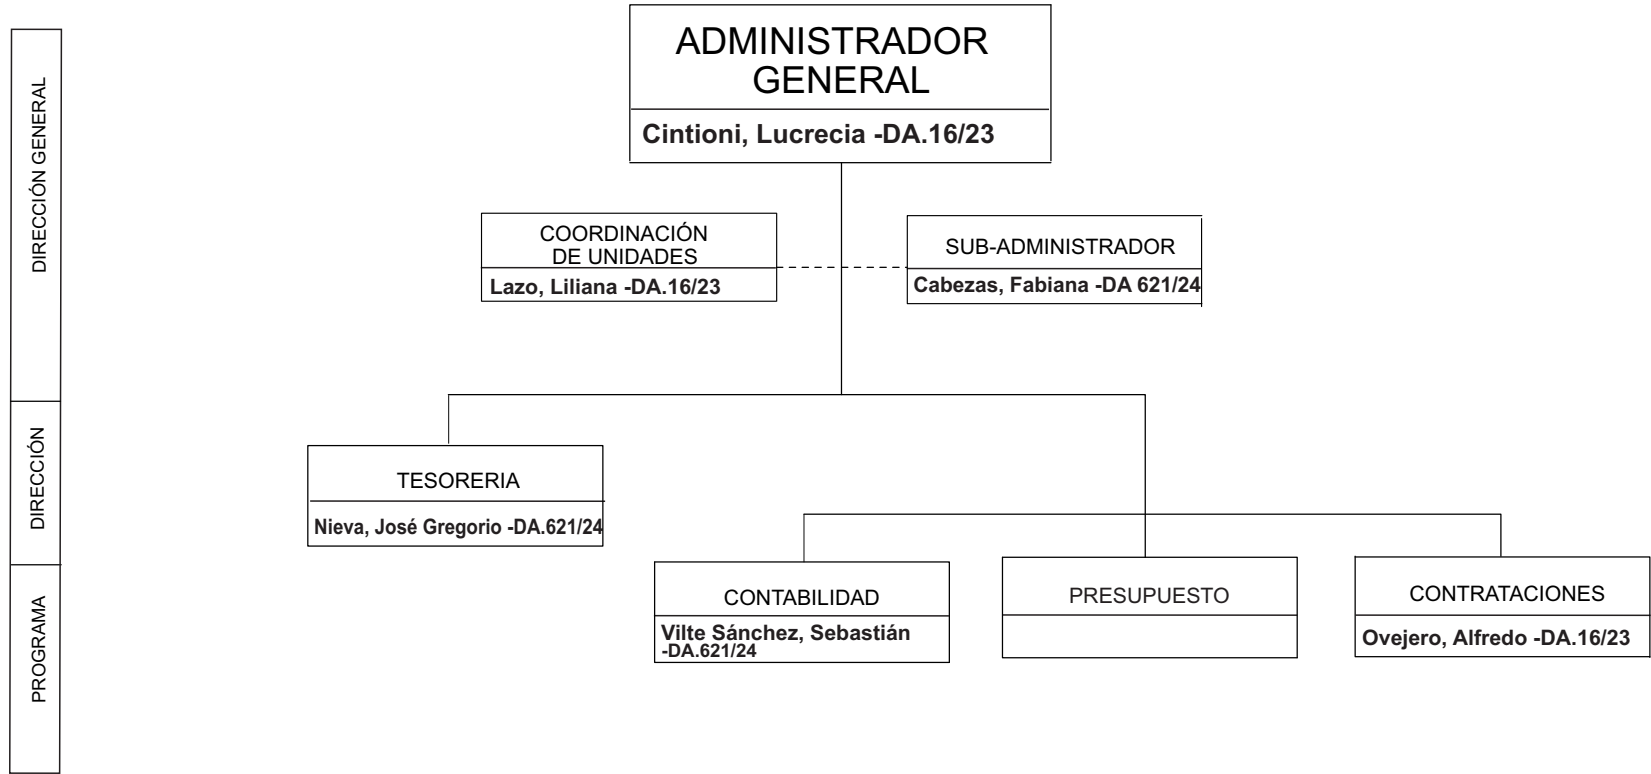 DIRECCIÓN GENERAL
DIRECCIÓN
PROGRAMA
ADMINISTRADOR
GENERAL
Cintioni, Lucrecia -DA.16/23
COORDINACIÓN
DE UNIDADES
Lazo, Liliana -DA.16/23
SUB-ADMINISTRADOR
Cabezas, Fabiana -DA 621/24
TESORERIA
Nieva, José Gregorio -DA.621/24
CONTABILIDAD
Vilte Sánchez, Sebastián
-DA.621/24
PRESUPUESTO
CONTRATACIONES
Ovejero, Alfredo -DA.16/23